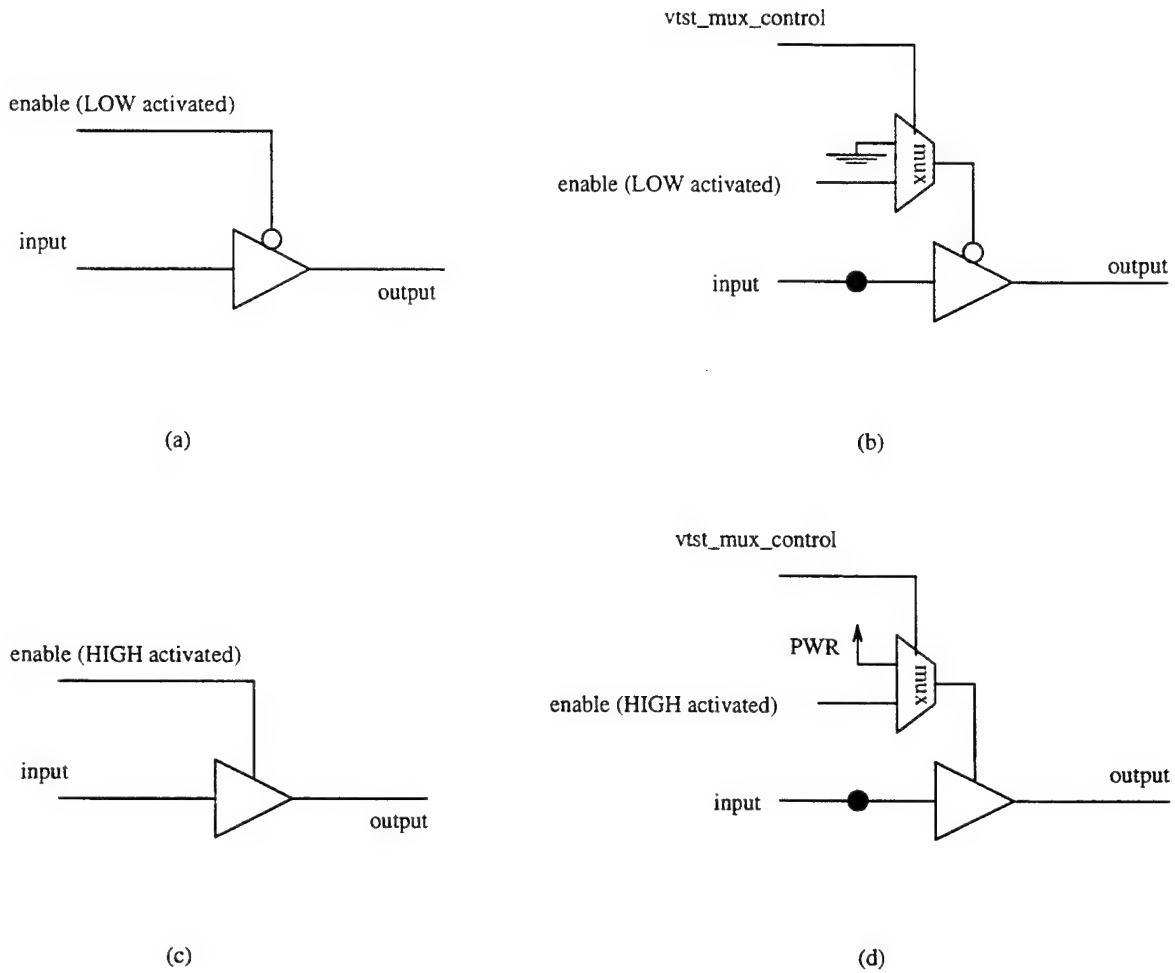 vtst_mux_control
enable (LOW activated)
mux
enable (LOW activated)
input
output
input
output
(a)
(b)
vtst_mux_control
PWR
mux
enable (HIGH activated)
enable (HIGH activated)
input
output
input
output
(c)
(d)